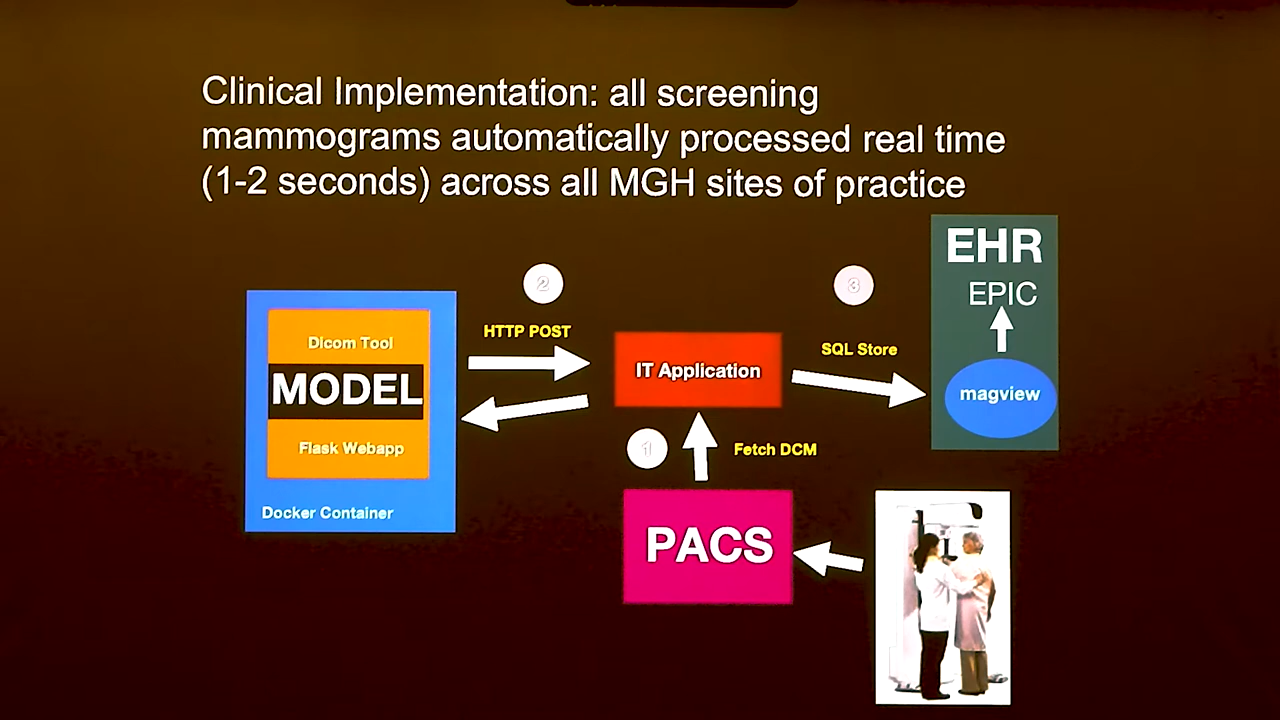 Clinical Implementation: all screening
mammograms automatically processed real time
(1-2 seconds) across all MGH sites of practice
EHR
EPIC
magview
2
HTTP POST
3
SQL Store
Dicom Tool
MODEL
Flask Webapp
Docker Container
IT Application
1
Fetch DCM
PACS